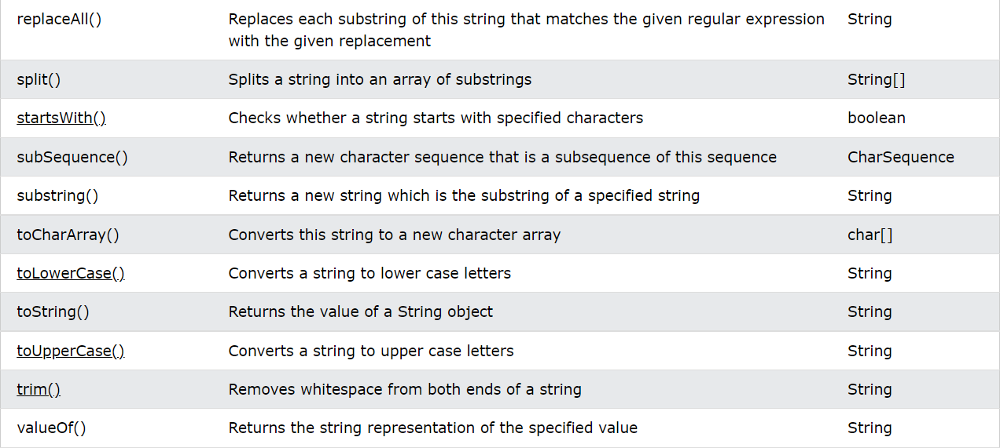 replaceAll() Replaces each substring of this string that matches the given regular expression String
with the given replacement
split() Splits a string into an array of substrings String[]
startsWith() Checks whether a string starts with specified characters boolean
subSequence() Returns a new character sequence that is a subsequence of this sequence CharSequence
substring() Returns a new string which is the substring of a specified string String
toCharArray() Converts this string to a new character array char[]
toLowerCase() Converts a string to lower case letters String
toString() Returns the value of a String object String
toUpperCase() Converts a string to upper case letters String
trim() Removes whitespace from both ends of a string String
valueOf() Returns the string representation of the specified value String